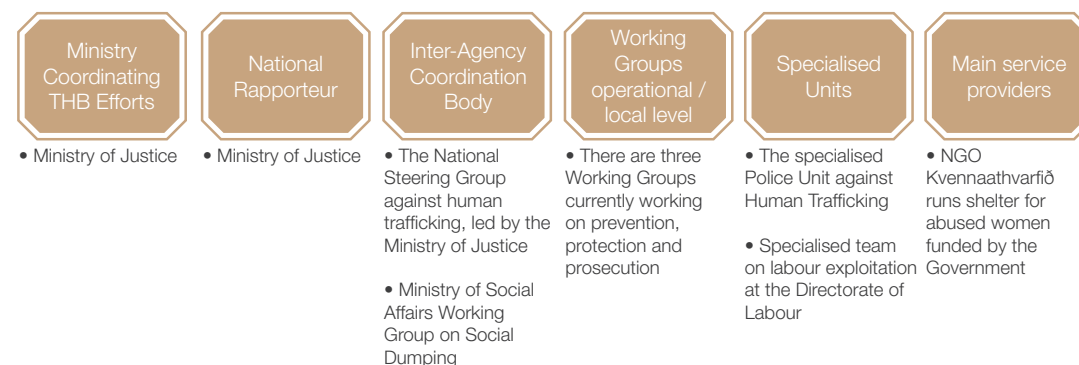 Ministry
Coordinating
THB Efforts
• Ministry of Justice
National
Rapporteur
• Ministry of Justice
Inter-Agency
Coordination
Body
• The National
Steering Group
against human
trafficking, led by the
Ministry of Justice
• Ministry of Social
Affairs Working
Group on Social
Dumping
Working
Groups
operational /
local level
• There are three
Working Groups
currently working
on prevention,
protection and
prosecution
Specialised
Units
• The specialised
Police Unit against
Human Trafficking
• Specialised team
on labour exploitation
at the Directorate of
Labour
Main service
providers
• NGO
Kvennaathvarfið
runs shelter for
abused women
funded by the
Government